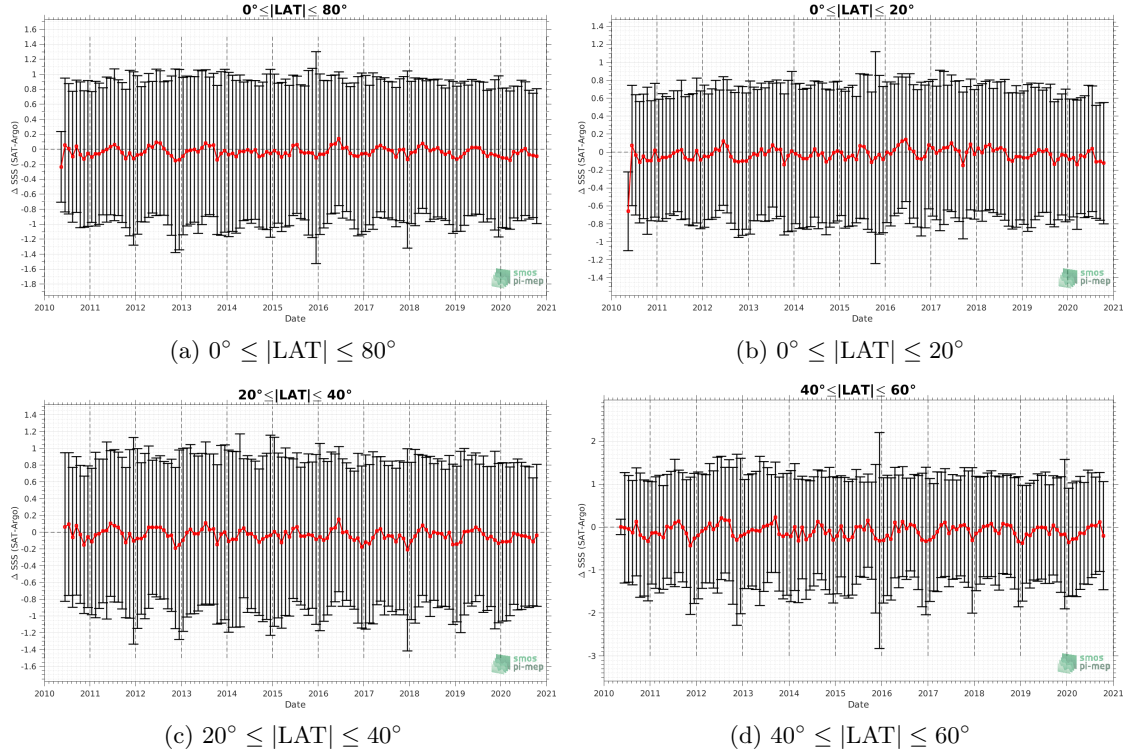 0°≤|LAT|≤ 80°
1.6
1.4
1.2
1
0.8
0.6
0.4
0.2
0
-0.2
-0.4
-0.6
-0.8
-1
-1.2
-1.4
-1.6
-1.8
Δ SSS (SAT-Argo)
smos
pi-mep
2010 2011 2012 2013 2014 2015 2016 2017 2018 2019 2020 2021
Date
(a) 0° ≤ |LAT| ≤ 80°
0°≤|LAT|≤ 20°
1.4
1.2
1
0.8
0.6
0.4
0.2
0
-0.2
-0.4
-0.6
-0.8
-1
-1.2
-1.4
Δ SSS (SAT-Argo)
smos
pi-mep
2010 2011 2012 2013 2014 2015 2016 2017 2018 2019 2020 2021
Date
(b) 0° ≤ |LAT| ≤ 20°
20°≤|LAT|≤ 40°
1.4
1.2
1
0.8
0.6
0.4
0.2
0
-0.2
-0.4
-0.6
-0.8
-1
-1.2
-1.4
-1.6
Δ SSS (SAT-Argo)
smos
pi-mep
2010 2011 2012 2013 2014 2015 2016 2017 2018 2019 2020 2021
Date
(c) 20° ≤ |LAT| ≤ 40°
40°≤|LAT|≤ 60°
2
1
0
-1
-2
-3
Δ SSS (SAT-Argo)
smos
pi-mep
2010 2011 2012 2013 2014 2015 2016 2017 2018 2019 2020 2021
Date
(d) 40° ≤ |LAT| ≤ 60°